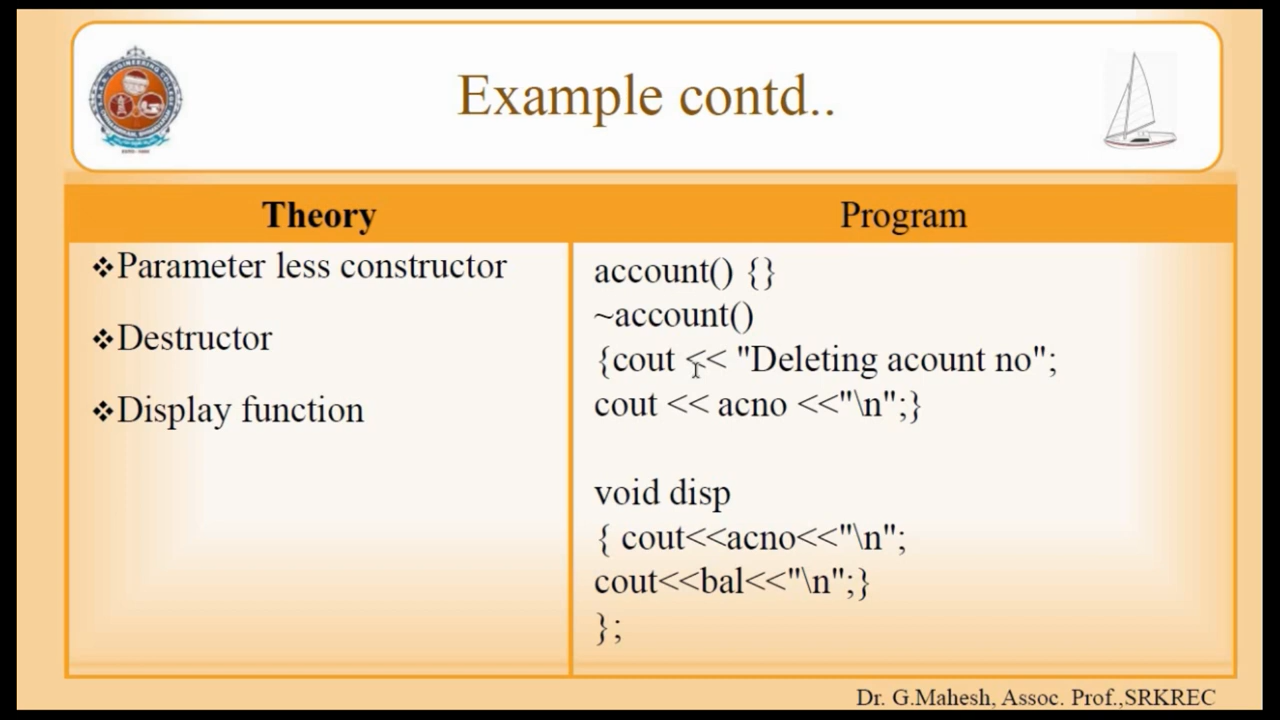 Example contd..
Theory
Program
❖Parameter less constructor
❖Destructor
❖Display function
account() {}
~account()
{cout << "Deleting acount no";
cout << acno <<"\n";}
void disp
{ cout<<acno<<"\n";
cout<<bal<<"\n";}
};
Dr. G.Mahesh, Assoc. Prof.,SRKREC